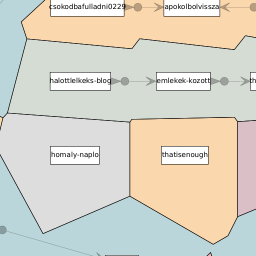 csokodbafulladni0229 apokolbolvissza
halottlelkeks-blog emlekek-kozott
homaly-naplo thatisenough